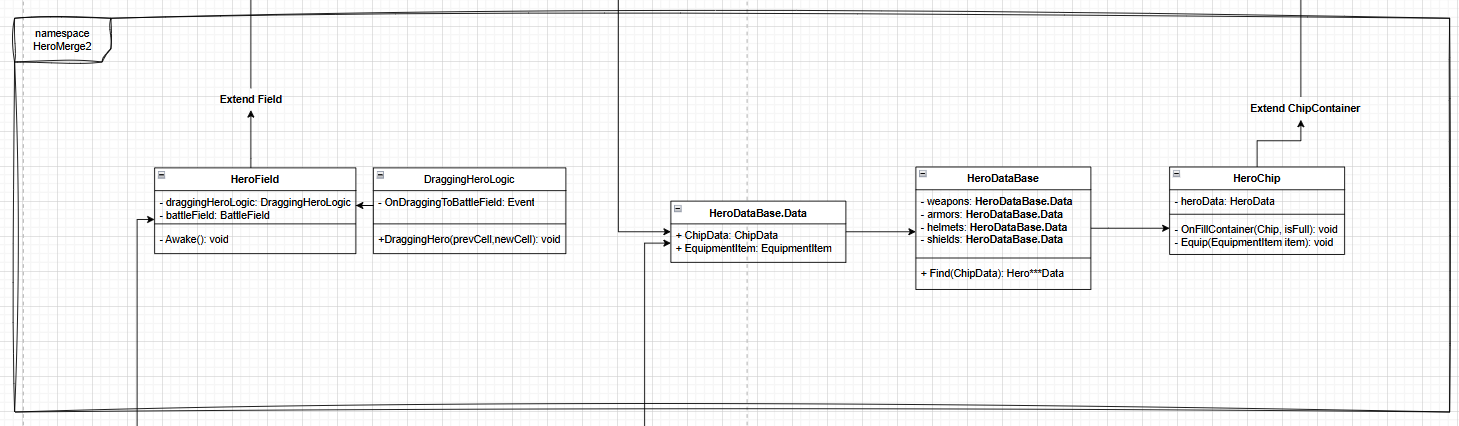 namespace
HeroMerge2
Extend Field
HeroField
- draggingHeroLogic: DraggingHeroLogic
- battleField: BattleField
- Awake(): void
DraggingHeroLogic
- OnDraggingToBattleField: Event
+DraggingHero(prevCell,newCell): void
HeroDataBase.Data
+ ChipData: ChipData
+ EquipmentItem: EquipmentItem
HeroDataBase
- weapons: HeroDataBase.Data
- armors: HeroDataBase.Data
- helmets: HeroDataBase.Data
- shields: HeroDataBase.Data
+ Find(ChipData): Hero***Data
Extend ChipContainer
HeroChip
- heroData: HeroData
- OnFillContainer(Chip, isFull): void
- Equip(EquipmentItem item): void